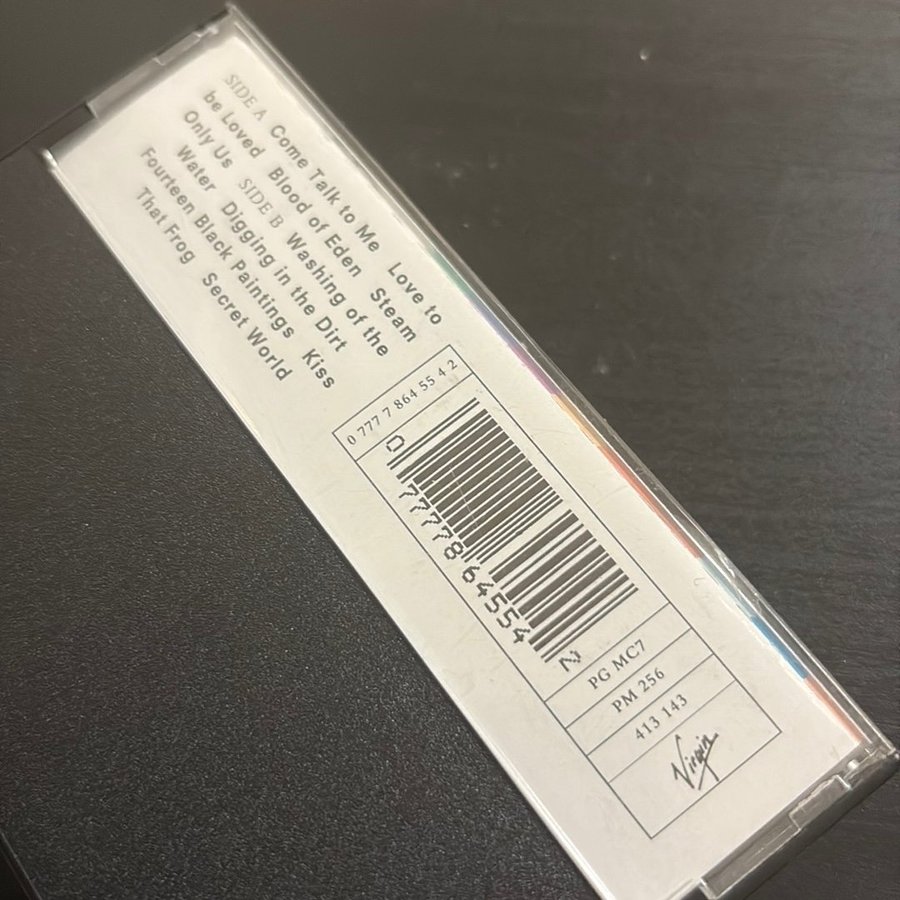 SIDE A Come Talk to Me Love to
be Loved Blood of Eden Steam
Only Us SIDE B Washing of the
Water Digging in the Dirt
Fourteen Black Paintings Kiss
That Frog Secret World
0 777 7 864 55 4 2
0 77778 64554 2
PG MC7
PM 256
413 143
Virgin